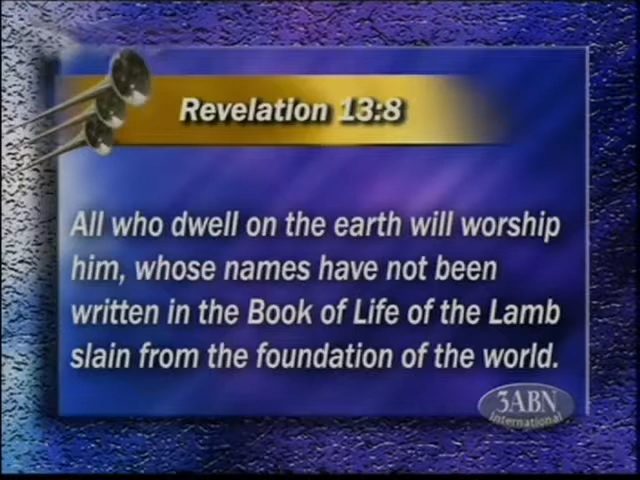 Revelation 13:8
All who dwell on the earth will worship
him, whose names have not been
written in the Book of Life of the Lamb
slain from the foundation of the world.
3ABN
International